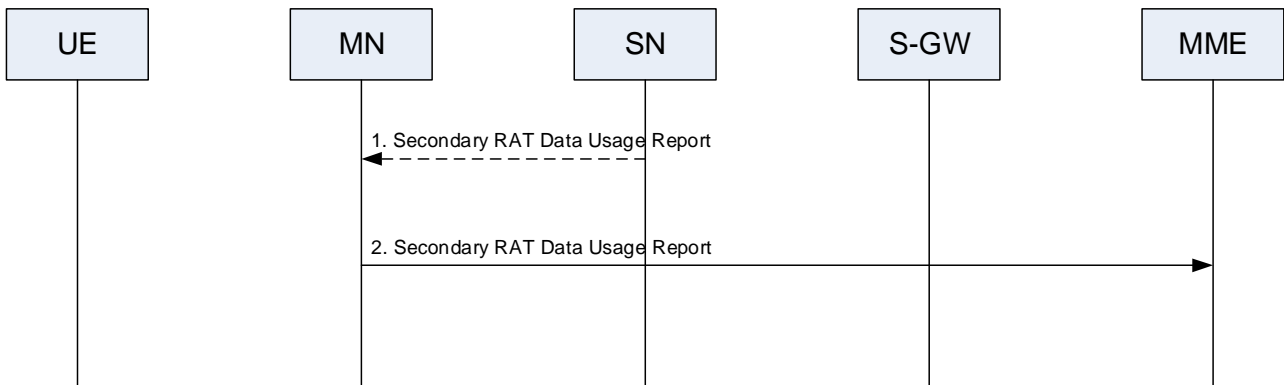 UE
MN
SN
S-GW
MME
1. Secondary RAT Data Usage Report
2. Secondary RAT Data Usage Report